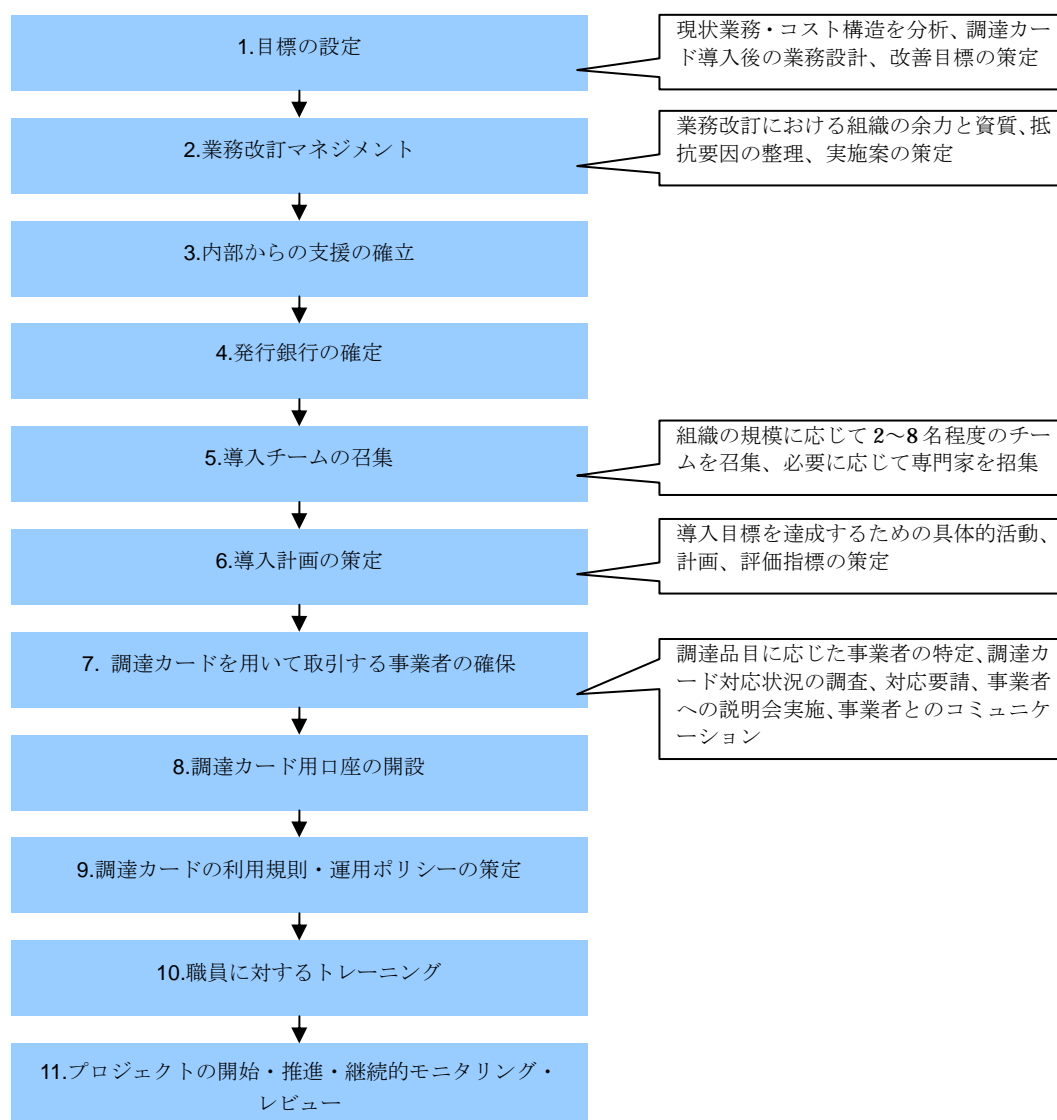 1.目標の設定
現状業務・コスト構造を分析、調達カー
ド導入後の業務設計、改善目標の策定
2.業務改訂マネジメント
業務改訂における組織の余力と資質、抵
抗要因の整理、実施案の策定
3.内部からの支援の確立
4.発行銀行の確定
5.導入チームの召集
組織の規模に応じて 2～8 名程度のチー
ムを召集、必要に応じて専門家を招集
6.導入計画の策定
導入目標を達成するための具体的活動、
計画、評価指標の策定
7. 調達カードを用いて取引する事業者の確保
調達品目に応じた事業者の特定、調達カ
ード対応状況の調査、対応要請、事業者
への説明会実施、事業者とのコミュニケ
ーション
8.調達カード用口座の開設
9.調達カードの利用規則・運用ポリシーの策定
10.職員に対するトレーニング
11.プロジェクトの開始・推進・継続的モニタリング・
レビュー